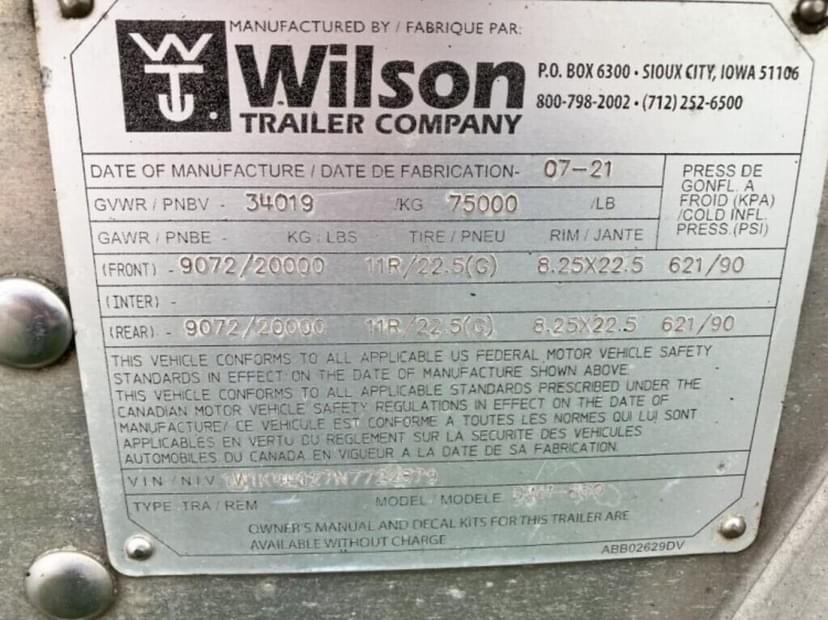 MANUFACTURED BY / FABRIQUE PAR:
WTC
Wilson
TRAILER COMPANY
P.O. BOX 6300 • SIOUX CITY, IOWA 51106
800-798-2002 • (712) 252-6500
DATE OF MANUFACTURE / DATE DE FABRICATION- 07-21
GVWR / PNBV - 34019 /KG 75000 /LB
PRESS DE
GONFL. A
FROID (KPA)
/COLD INFL.
PRESS.(PSI)
GAWR / PNBE - KG / LBS TIRE / PNEU RIM / JANTE
(FRONT) - 9072/20000 11R/22.5(G) 8.25X22.5 621/90
(INTER) -
(REAR) - 9072/20000 11R/22.5(G) 8.25X22.5 621/90
THIS VEHICLE CONFORMS TO ALL APPLICABLE US FEDERAL MOTOR VEHICLE SAFETY
STANDARDS IN EFFECT ON THE DATE OF MANUFACTURE SHOWN ABOVE.
THIS VEHICLE CONFORMS TO ALL APPLICABLE STANDARDS PRESCRIBED UNDER THE
CANADIAN MOTOR VEHICLE SAFETY REGULATIONS IN EFFECT ON THE DATE OF
MANUFACTURE/ CE VEHICULE EST CONFORME A TOUTES LES NORMES QUI LUI SONT
APPLICABLES EN VERTU DU REGLEMENT SUR LA SECURITE DES VEHICULES
AUTOMOBILES DU CANADA EN VIGUEUR A LA DATE DE SA FABRICATION.
VIN / NIV
TYPE: TRA / REM MODEL / MODELE
OWNER'S MANUAL AND DECAL KITS FOR THIS TRAILER ARE
AVAILABLE WITHOUT CHARGE
ABB02629DV